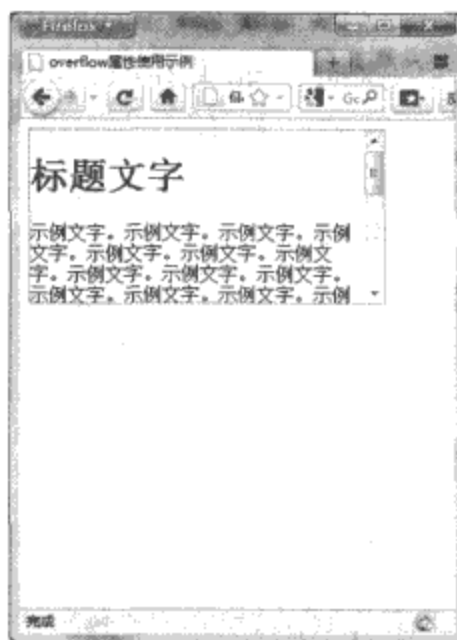 Firefox
overflow属性使用示例
标题文字
示例文字。示例文字。示例文字。示例
文字。示例文字。示例文字。示例文
字。示例文字。示例文字。示例文字。
示例文字。示例文字。示例文字。示例
完成